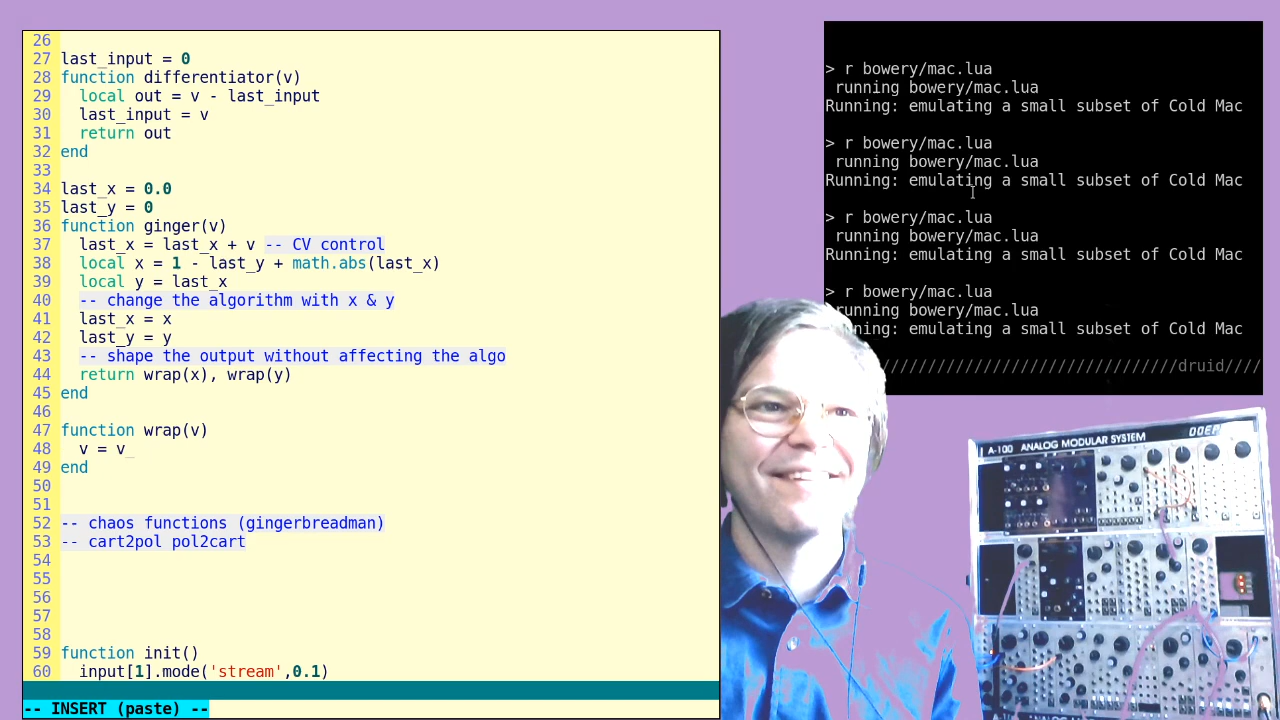 26
27 last_input = 0
28 function differentiator(v)
29   local out = v - last_input
30   last_input = v
31   return out
32 end
33
34 last_x = 0.0
35 last_y = 0
36 function ginger(v)
37   last_x = last_x + v -- CV control
38   local x = 1 - last_y + math.abs(last_x)
39   local y = last_x
40   -- change the algorithm with x & y
41   last_x = x
42   last_y = y
43   -- shape the output without affecting the algo
44   return wrap(x), wrap(y)
45 end
46
47 function wrap(v)
48   v = v_
49 end
50
51
52 -- chaos functions (gingerbreadman)
53 -- cart2pol pol2cart
54
55
56
57
58
59 function init()
60   input[1].mode('stream',0.1)
-- INSERT (paste) --
> r bowery/mac.lua
 running bowery/mac.lua
Running: emulating a small subset of Cold Mac
> r bowery/mac.lua
 running bowery/mac.lua
Running: emulating a small subset of Cold Mac
> r bowery/mac.lua
 running bowery/mac.lua
Running: emulating a small subset of Cold Mac
> r bowery/mac.lua
running bowery/mac.lua
ning: emulating a small subset of Cold Mac
////////////////////////////////druid////
A-100 ANALOG MODULAR SYSTEM